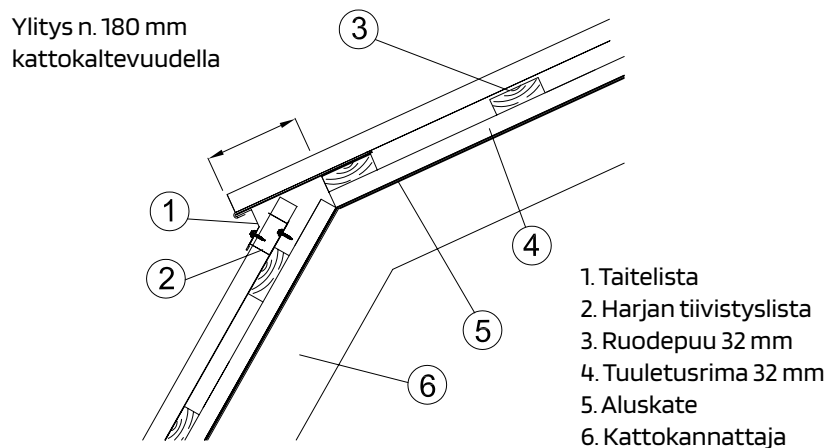 Ylitys n. 180 mm
kattokaltevuudella
3
1
2
4
5
6
1. Taitelista
2. Harjan tiivistyslista
3. Ruodepuu 32 mm
4. Tuuletusrima 32 mm
5. Aluskate
6. Kattokannattaja